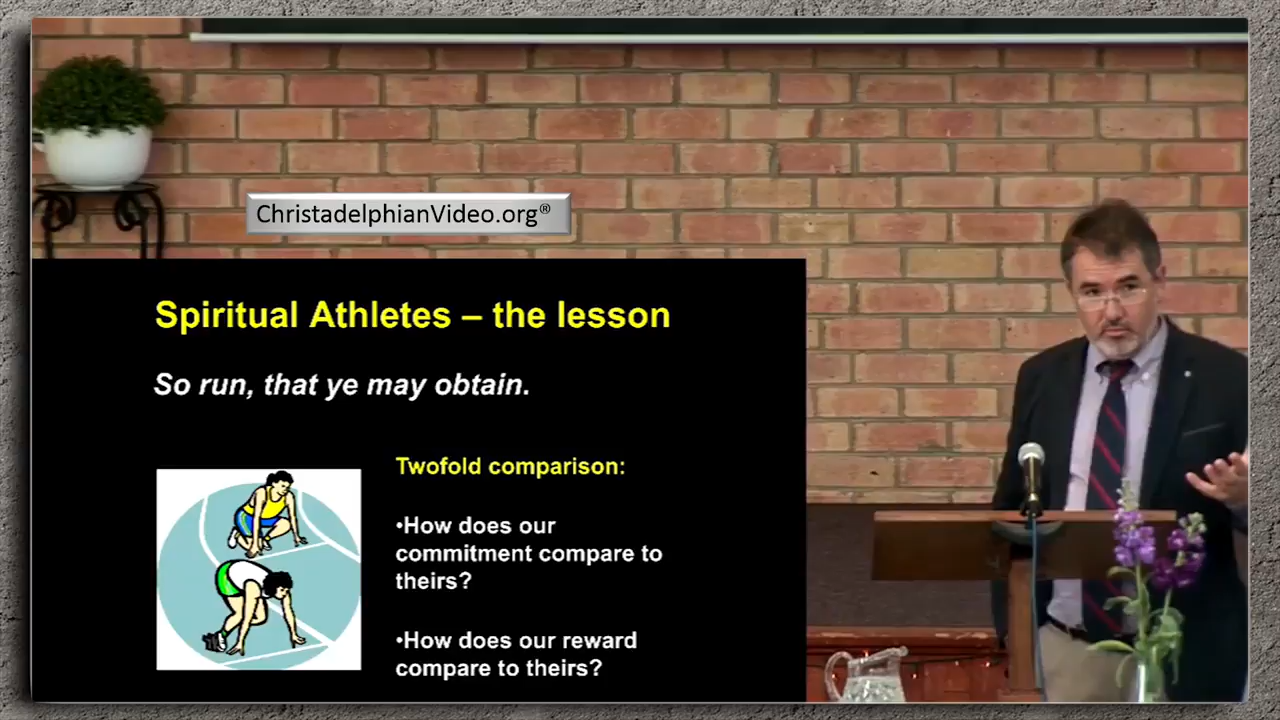 ChristadelphianVideo.org®
Spiritual Athletes – the lesson
So run, that ye may obtain.
Twofold comparison:
•How does our
commitment compare to
theirs?
•How does our reward
compare to theirs?